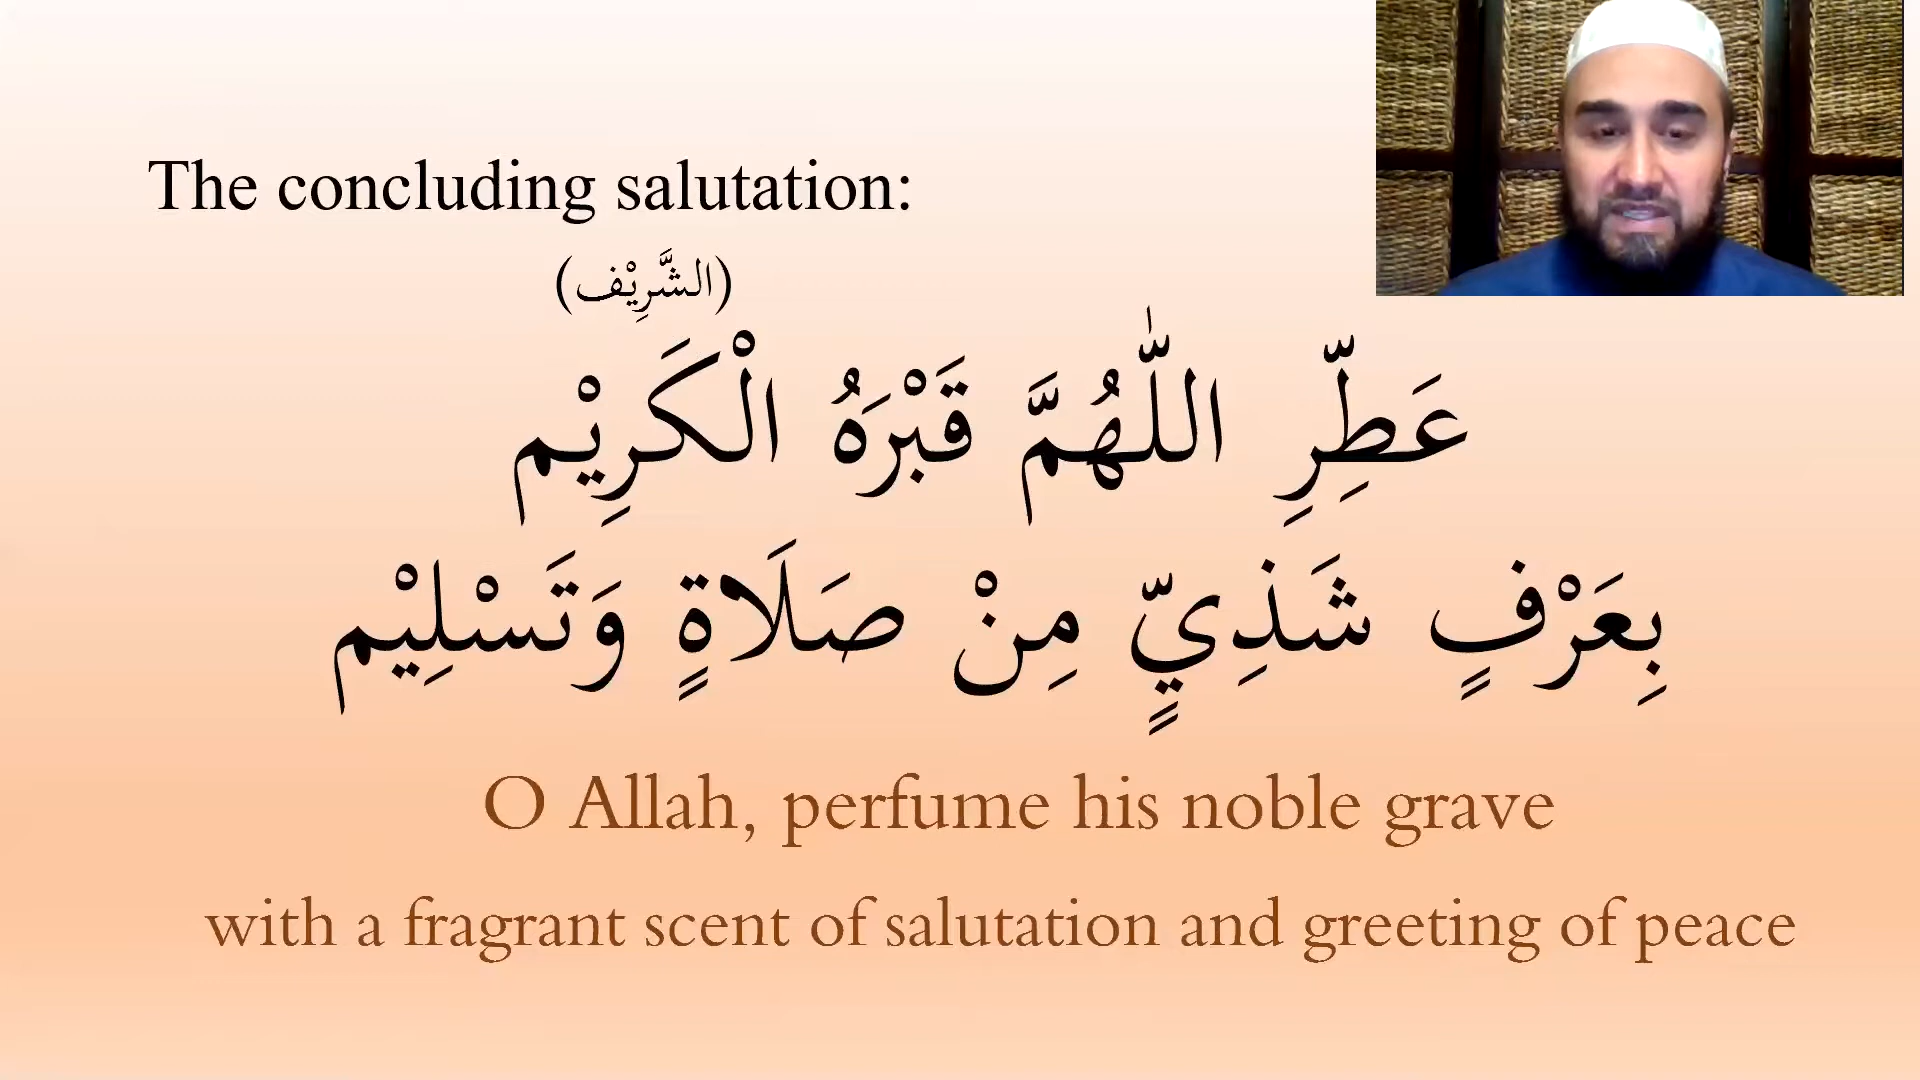 The concluding salutation:
(الشَّرِيْف)
عَطِّرِ اللّٰهُمَّ قَبْرَهُ الْكَرِيْم
بِعَرْفٍ شَذِيٍّ مِنْ صَلَاةٍ وَتَسْلِيْم
O Allah, perfume his noble grave
with a fragrant scent of salutation and greeting of peace